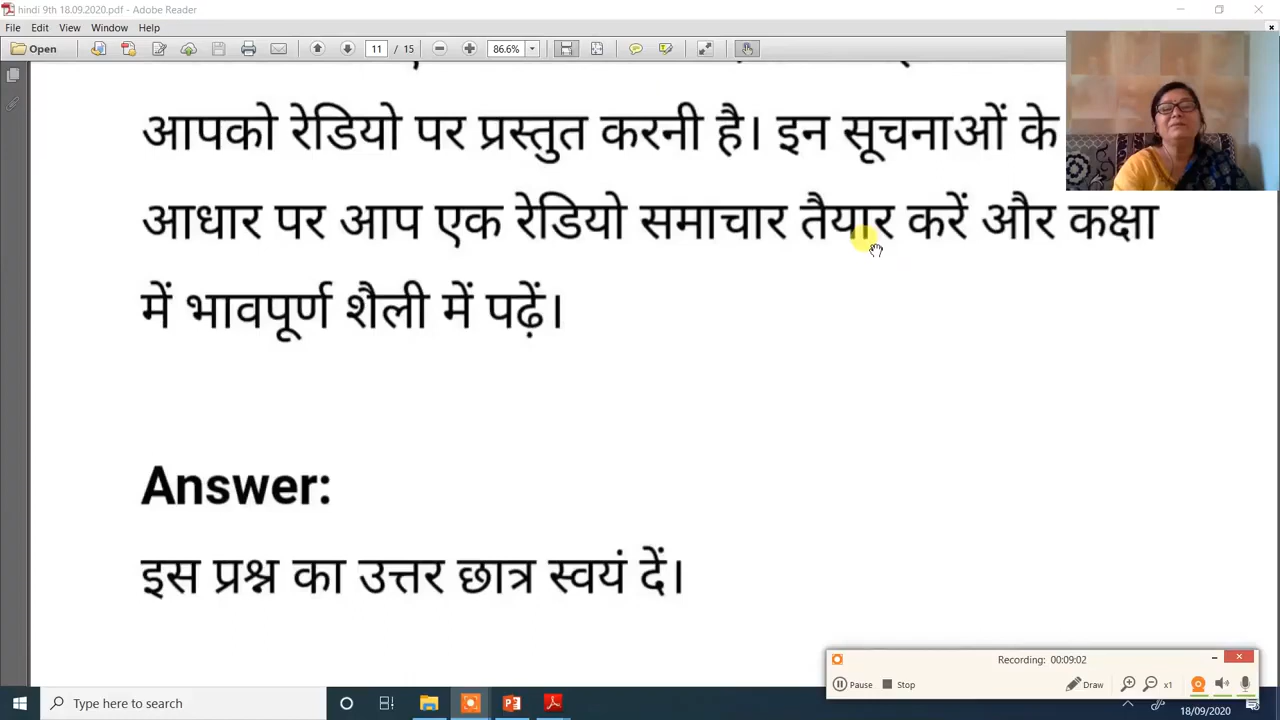 hindi 9th 18.09.2020.pdf - Adobe Reader
File Edit View Window Help
Open 11 / 15 86.6%
आपको रेडियो पर प्रस्तुत करनी है। इन सूचनाओं के
आधार पर आप एक रेडियो समाचार तैयार करें और कक्षा
में भावपूर्ण शैली में पढ़ें।
Answer:
इस प्रश्न का उत्तर छात्र स्वयं दें।
Recording: 00:09:02
Pause Stop Draw x1
Type here to search
18/09/2020